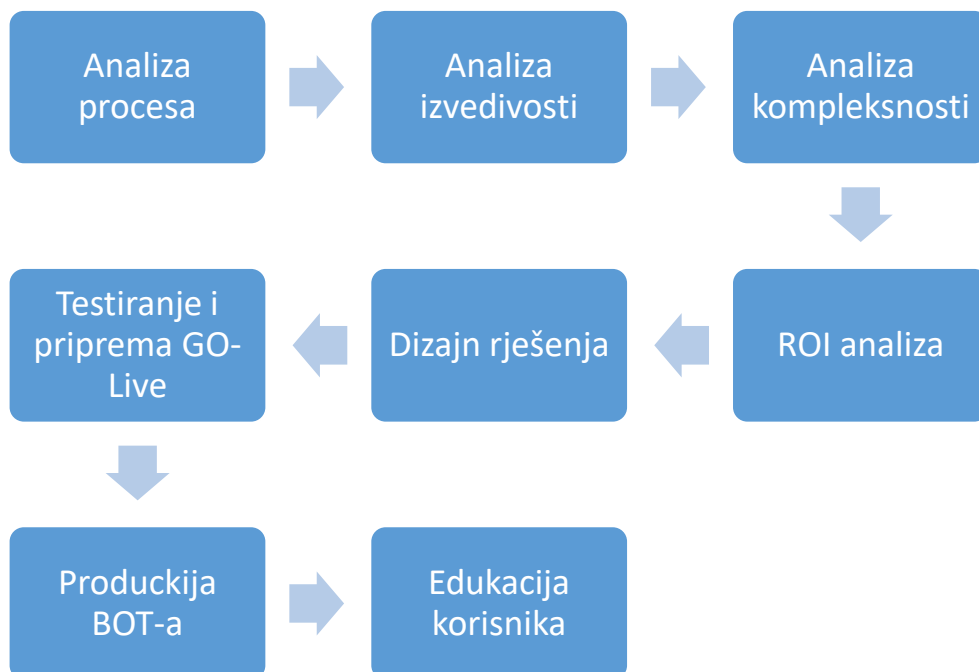 Analiza
procesa
Analiza
izvedivosti
Analiza
kompleksnosti
ROI analiza
Dizajn rješenja
Testiranje i
priprema GO-
Live
Produckija
BOT-a
Edukacija
korisnika